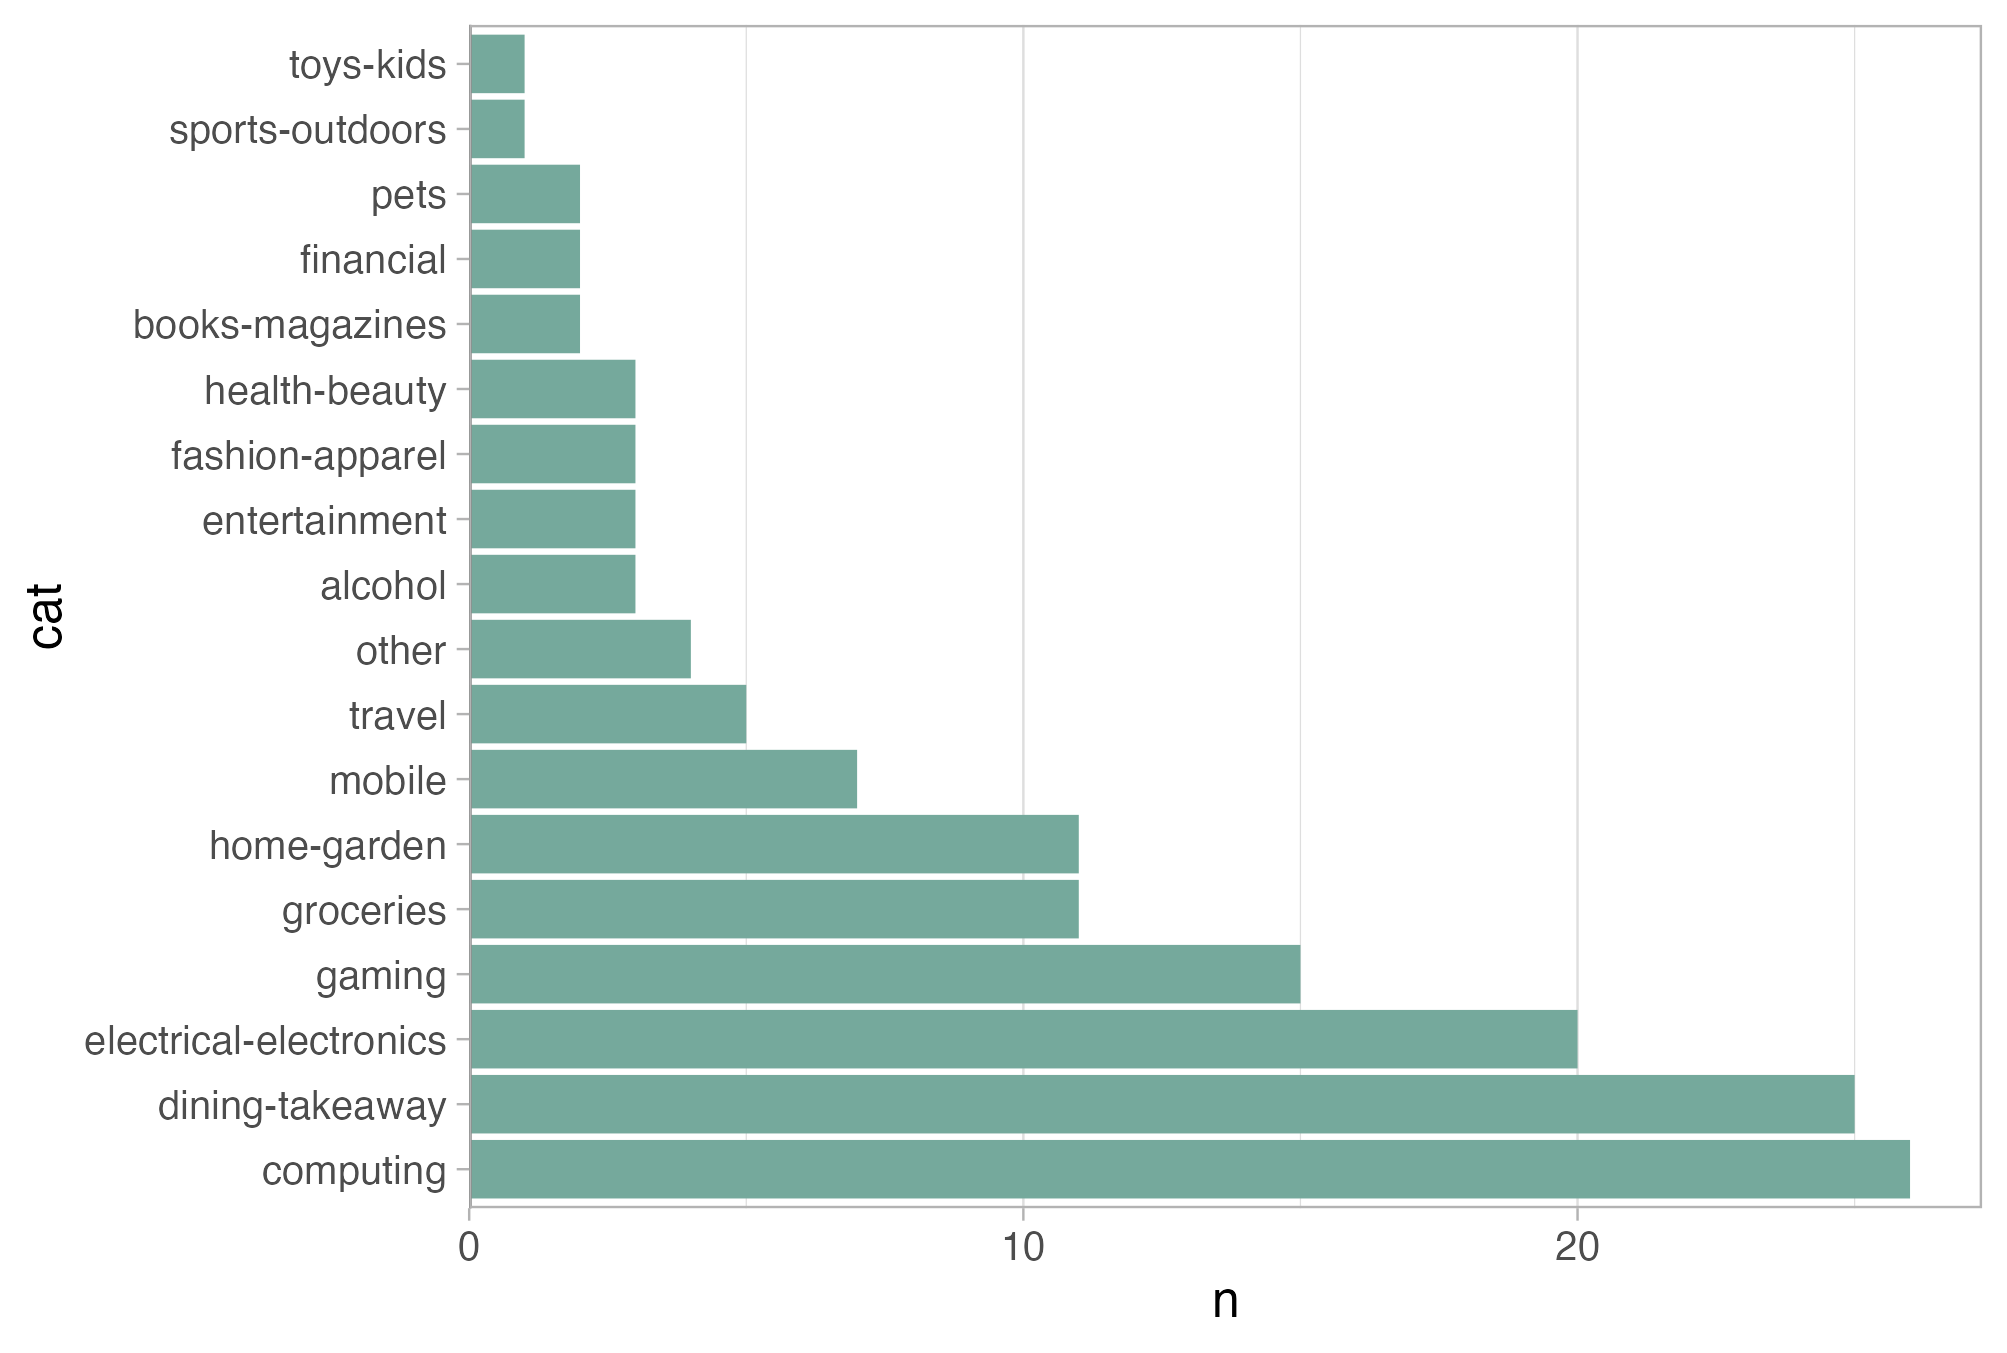 toys-kids
sports-outdoors
pets
financial
books-magazines
health-beauty
fashion-apparel
entertainment
alcohol
other
travel
mobile
home-garden
groceries
gaming
electrical-electronics
dining-takeaway
computing
cat
0 10 20
n